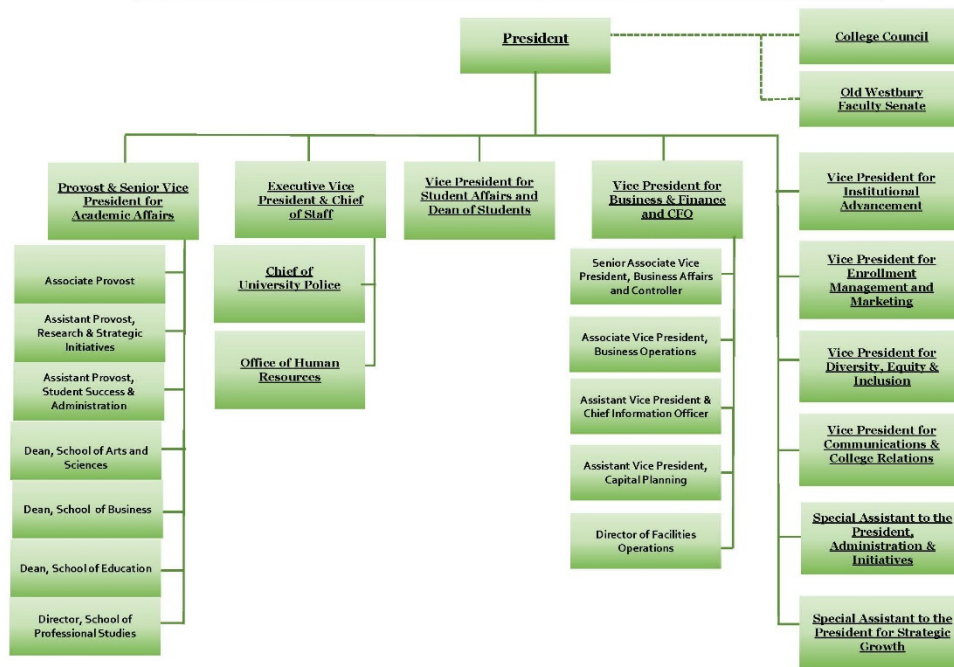 President
College Council
Old Westbury
Faculty Senate
Provost & Senior Vice
President for
Academic Affairs
Executive Vice
President & Chief
of Staff
Vice President for
Student Affairs and
Dean of Students
Vice President for
Business & Finance
and CFO
Vice President for
Institutional
Advancement
Associate Provost
Assistant Provost,
Research & Strategic
Initiatives
Assistant Provost,
Student Success &
Administration
Dean, School of Arts and
Sciences
Dean, School of Business
Dean, School of Education
Director, School of
Professional Studies
Chief of
University Police
Office of Human
Resources
Senior Associate Vice
President, Business Affairs
and Controller
Associate Vice President,
Business Operations
Assistant Vice President &
Chief Information Officer
Assistant Vice President,
Capital Planning
Director of Facilities
Operations
Vice President for
Enrollment
Management and
Marketing
Vice President for
Diversity, Equity &
Inclusion
Vice President for
Communications &
College Relations
Special Assistant to the
President,
Administration &
Initiatives
Special Assistant to the
President for Strategic
Growth